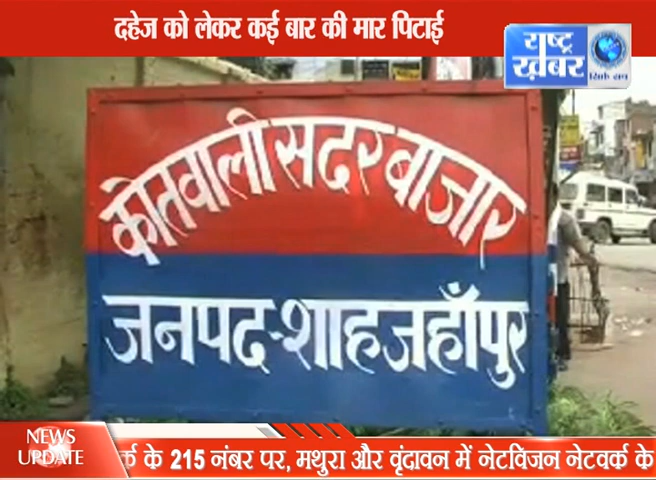 दहेज को लेकर कई बार की मार पिटाई
राष्ट्र
ख़बर
सिर्फ सच
कोतवाली सदर बाजार
जनपद-शाहजहाँपुर
NEWS
UPDATE
र्क के 215 नंबर पर, मथुरा और वृंदावन में नेटविजन नेटवर्क के